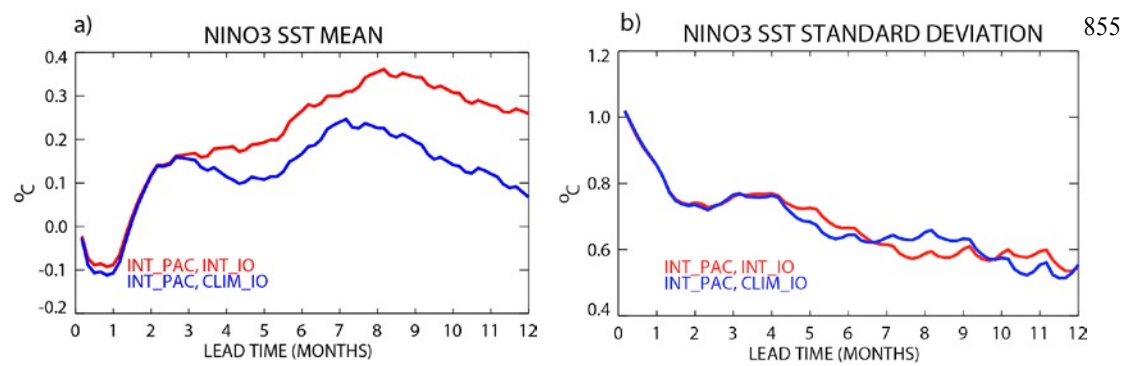 a)
NINO3 SST MEAN
0.4
0.3
0.2
0.1
0.0
-0.1
-0.2
°C
INT_PAC, INT_IO
INT_PAC, CLIM_IO
0 1 2 3 4 5 6 7 8 9 10 11 12
LEAD TIME (MONTHS)
b)
NINO3 SST STANDARD DEVIATION
855
1.2
1.0
0.8
0.6
0.4
°C
INT_PAC, INT_IO
INT_PAC, CLIM_IO
0 1 2 3 4 5 6 7 8 9 10 11 12
LEAD TIME (MONTHS)